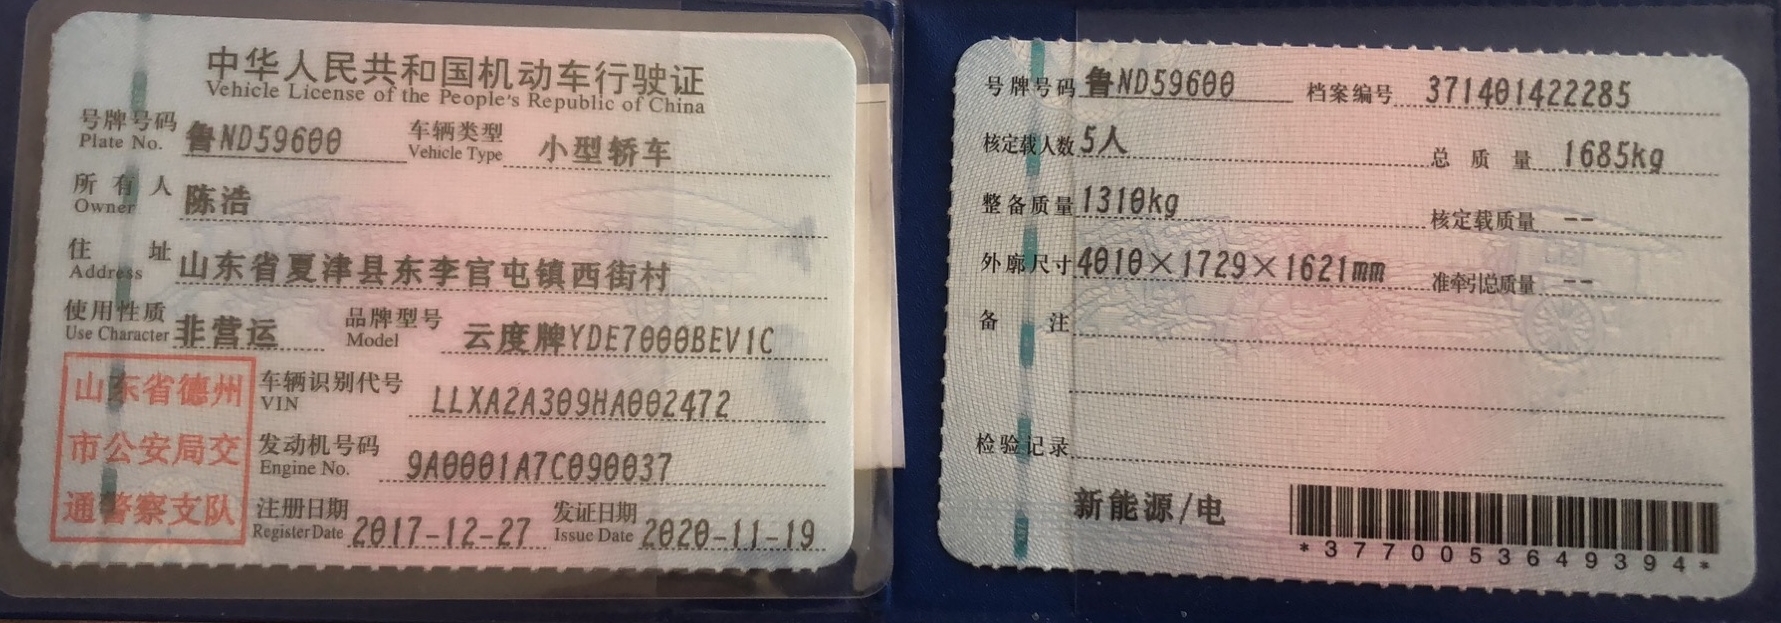 中华人民共和国机动车行驶证
Vehicle License of the People's Republic of China
号牌号码 鲁ND59600 车辆类型 小型轿车
Plate No. Vehicle Type
所有人 陈浩
Owner
住址 山东省夏津县东李官屯镇西街村
Address
使用性质 非营运 品牌型号 云度牌YDE7000BEV1C
Use Character Model
山东省德州
市公安局交
通警察支队
车辆识别代号 LLXA2A309HA002472
VIN
发动机号码 9A0001A7C090037
Engine No.
注册日期 2017-12-27 发证日期 2020-11-19
Register Date Issue Date
号牌号码 鲁ND59600 档案编号 371401422285
核定载人数 5人 总质量 1685kg
整备质量 1310kg 核定载质量 --
外廓尺寸 4010×1729×1621mm 准牵引总质量 --
备注
检验记录
新能源/电
*3770053649394*